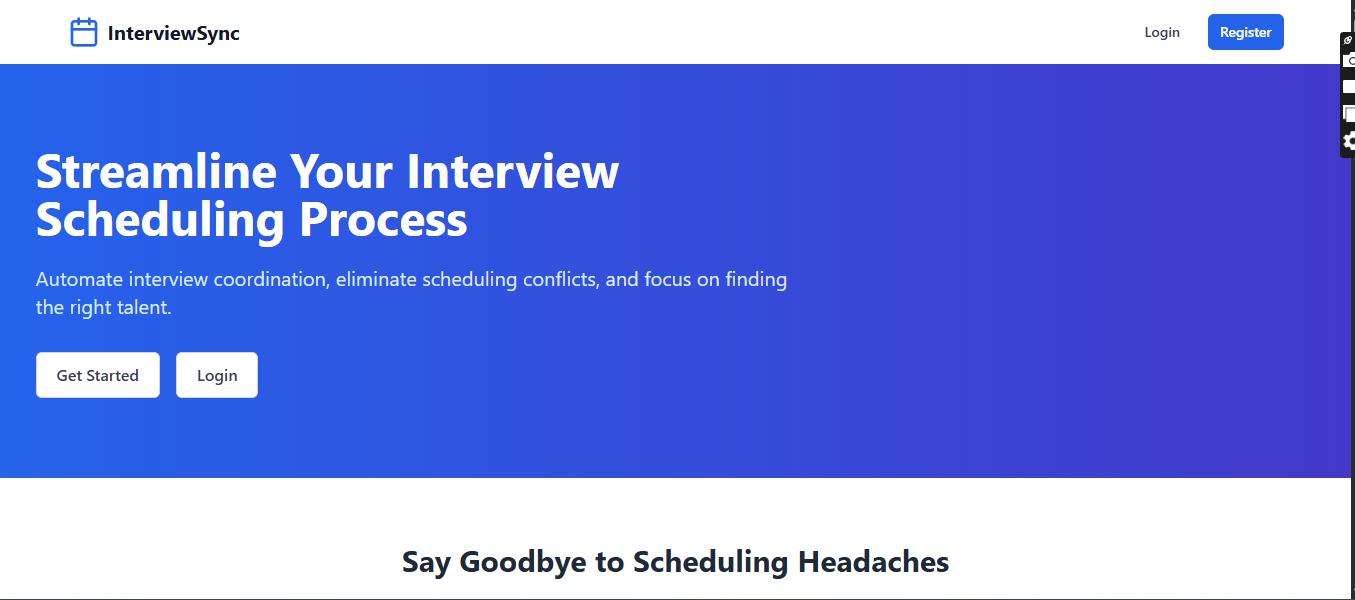 InterviewSync
Login
Register
Streamline Your Interview
Scheduling Process
Automate interview coordination, eliminate scheduling conflicts, and focus on finding
the right talent.
Get Started
Login
Say Goodbye to Scheduling Headaches